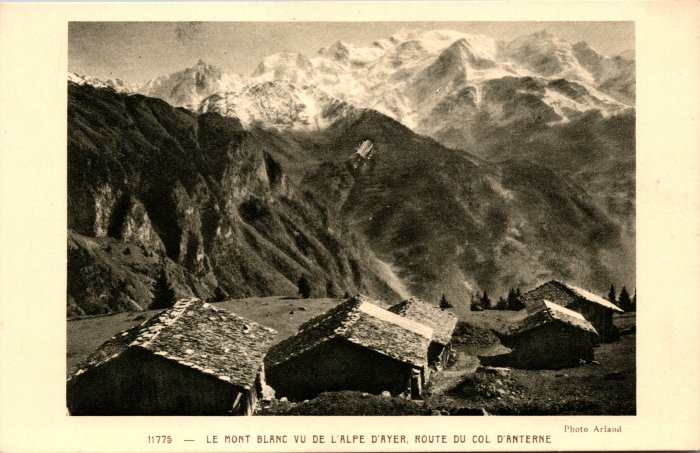 Photo Arlaud
11775 — LE MONT BLANC VU DE L'ALPE D'AYER, ROUTE DU COL D'ANTERNE